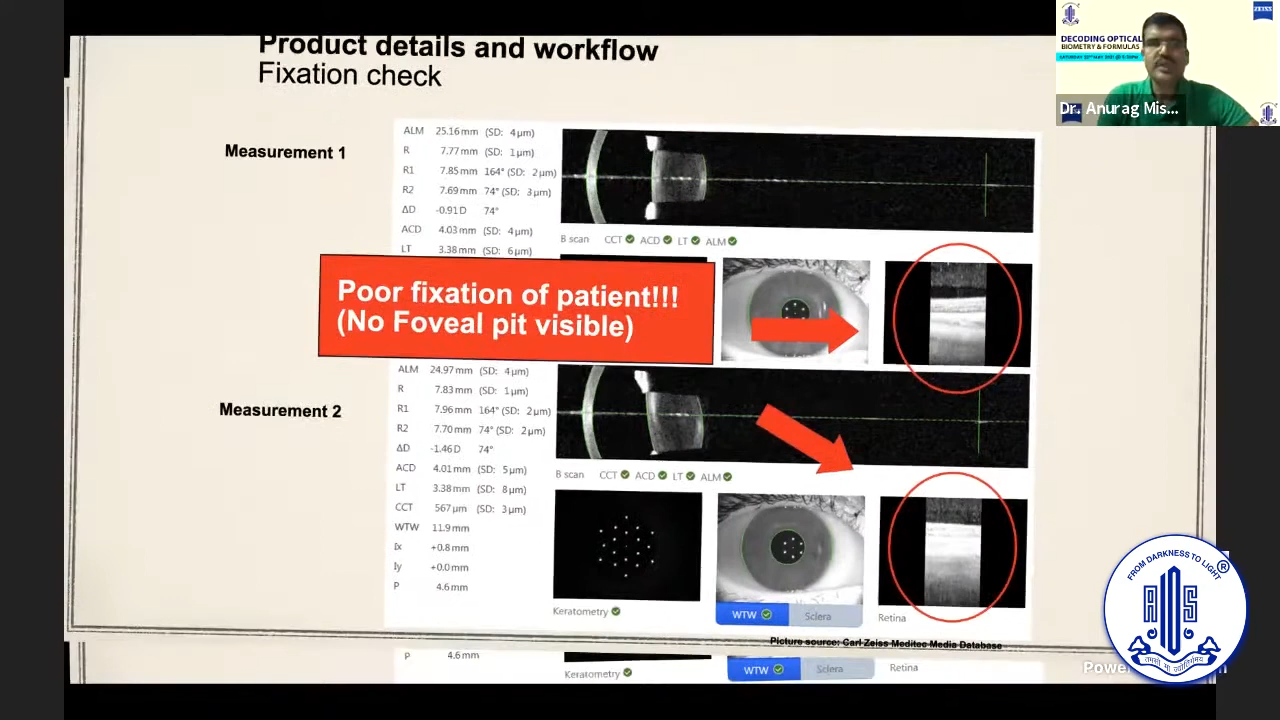 Product details and workflow
Fixation check
DECODING OPTICAL
BIOMETRY & FORMULAS
SATURDAY 22ND MAY 2021
ZEISS
Dr. Anurag Mis...
Measurement 1
ALM 25.16 mm (SD: 4 µm)
R 7.77 mm (SD: 1 µm)
R1 7.85 mm 164° (SD: 2 µm)
R2 7.69 mm 74° (SD: 3 µm)
ΔD -0.91 D 74°
ACD 4.03 mm (SD: 4 µm)
LT 3.38 mm (SD: 6 µm)
B scan CCT ACD LT ALM
Poor fixation of patient!!!
(No Foveal pit visible)
Measurement 2
ALM 24.97 mm (SD: 4 µm)
R 7.83 mm (SD: 1 µm)
R1 7.96 mm 164° (SD: 2 µm)
R2 7.70 mm 74° (SD: 2 µm)
ΔD -1.46 D 74°
ACD 4.01 mm (SD: 5 µm)
LT 3.38 mm (SD: 8 µm)
CCT 567 µm (SD: 3 µm)
WTW 11.9 mm
Ix +0.8 mm
Iy +0.0 mm
P 4.6 mm
B scan CCT ACD LT ALM
Keratometry
WTW Sclera
Retina
Picture source: Carl Zeiss Meditec Media Database
P 4.6 mm
Keratometry
WTW Sclera
Retina
FROM DARKNESS TO LIGHT
®
तमसो मा ज्योतिर्गमय